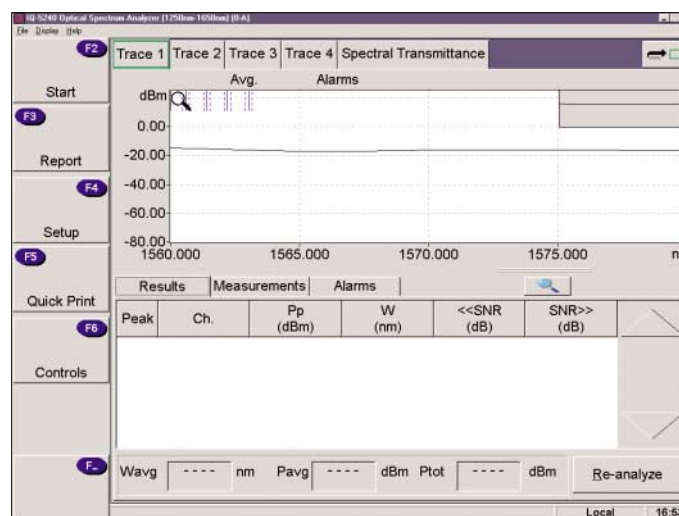 IQ-5240 Optical Spectrum Analyzer (1250nm-1650nm) (0-A)
File Display Help
F2
Start
F3
Report
F4
Setup
F5
Quick Print
F6
Controls
F_
Trace 1 Trace 2 Trace 3 Trace 4 Spectral Transmittance
Avg. Alarms
dBm
0.00
-20.00
-40.00
-60.00
-80.00
1560.000 1565.000 1570.000 1575.000 n
Results Measurements Alarms
Peak Ch. Pp (dBm) W (nm) <<SNR (dB) SNR>> (dB)
Wavg ---- nm Pavg ---- dBm Ptot ---- dBm Re-analyze
Local 16:5